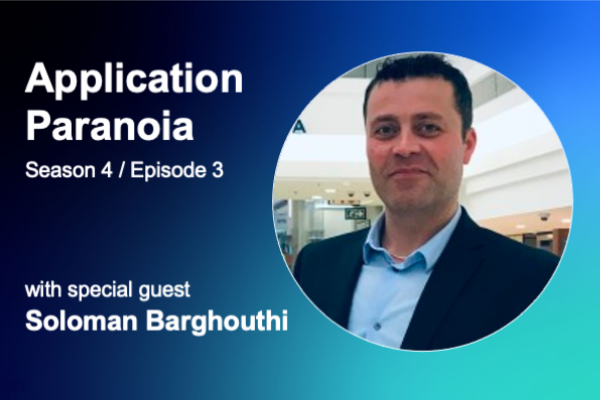 Application
Paranoia
Season 4 / Episode 3
with special guest
Soloman Barghouthi
A